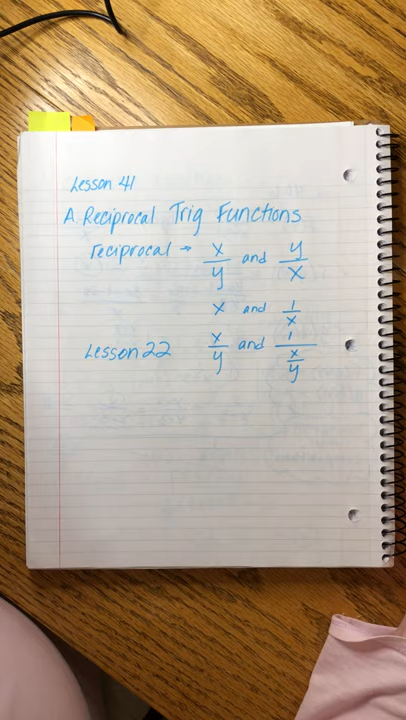 Lesson 41
A. Reciprocal Trig Functions
reciprocal → x/y and y/x
x and 1/x
Lesson 22 x/y and 1/(x/y)